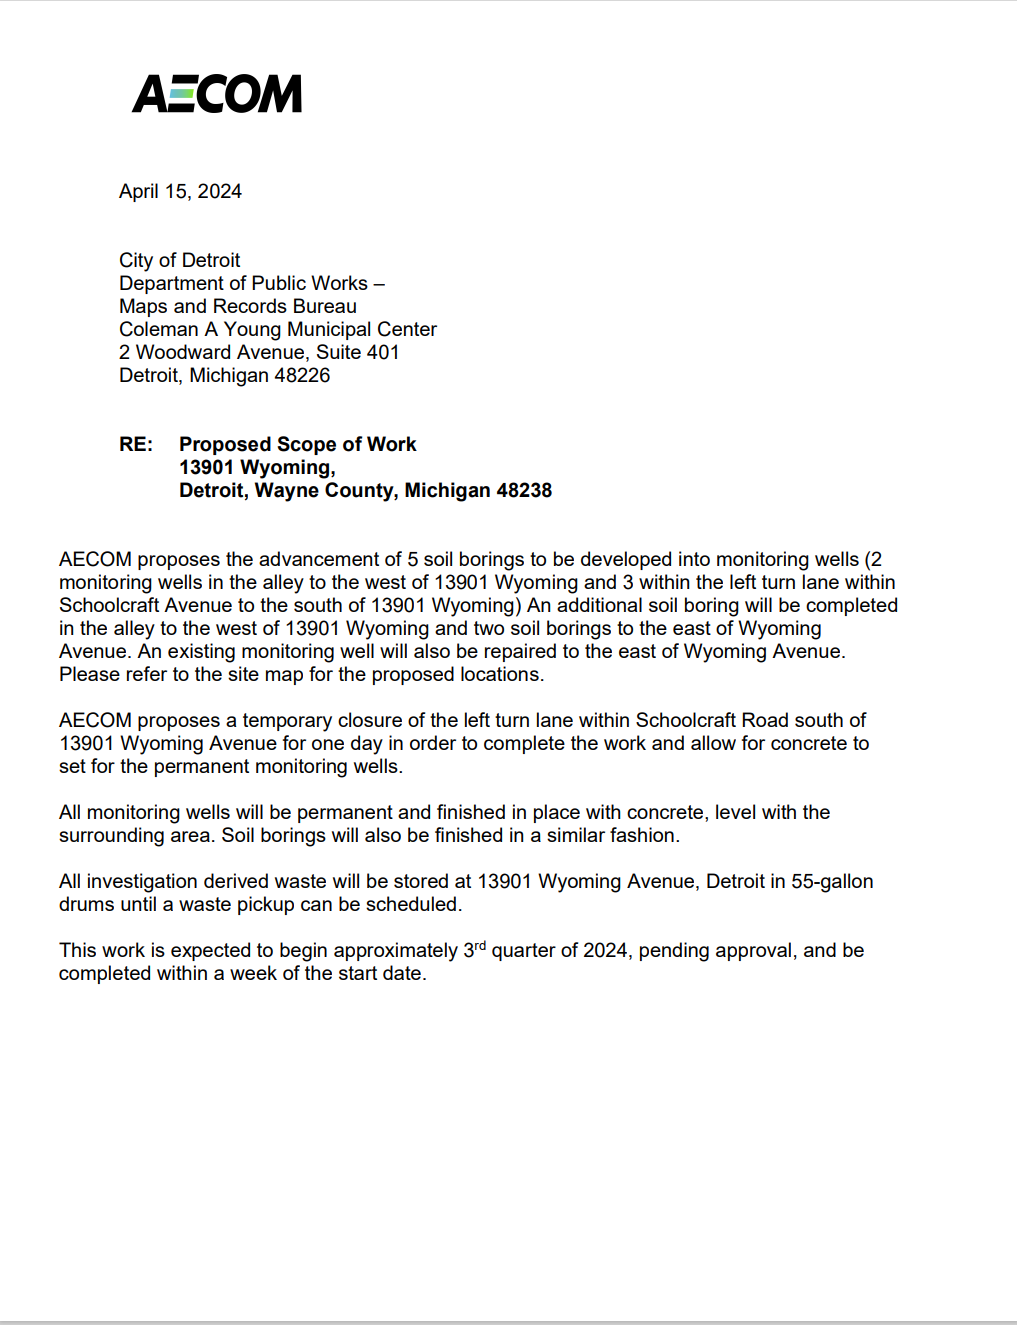 AECOM
April 15, 2024
City of Detroit
Department of Public Works –
Maps and Records Bureau
Coleman A Young Municipal Center
2 Woodward Avenue, Suite 401
Detroit, Michigan 48226
RE: Proposed Scope of Work
13901 Wyoming,
Detroit, Wayne County, Michigan 48238
AECOM proposes the advancement of 5 soil borings to be developed into monitoring wells (2
monitoring wells in the alley to the west of 13901 Wyoming and 3 within the left turn lane within
Schoolcraft Avenue to the south of 13901 Wyoming) An additional soil boring will be completed
in the alley to the west of 13901 Wyoming and two soil borings to the east of Wyoming
Avenue. An existing monitoring well will also be repaired to the east of Wyoming Avenue.
Please refer to the site map for the proposed locations.
AECOM proposes a temporary closure of the left turn lane within Schoolcraft Road south of
13901 Wyoming Avenue for one day in order to complete the work and allow for concrete to
set for the permanent monitoring wells.
All monitoring wells will be permanent and finished in place with concrete, level with the
surrounding area. Soil borings will also be finished in a similar fashion.
All investigation derived waste will be stored at 13901 Wyoming Avenue, Detroit in 55-gallon
drums until a waste pickup can be scheduled.
This work is expected to begin approximately 3rd quarter of 2024, pending approval, and be
completed within a week of the start date.